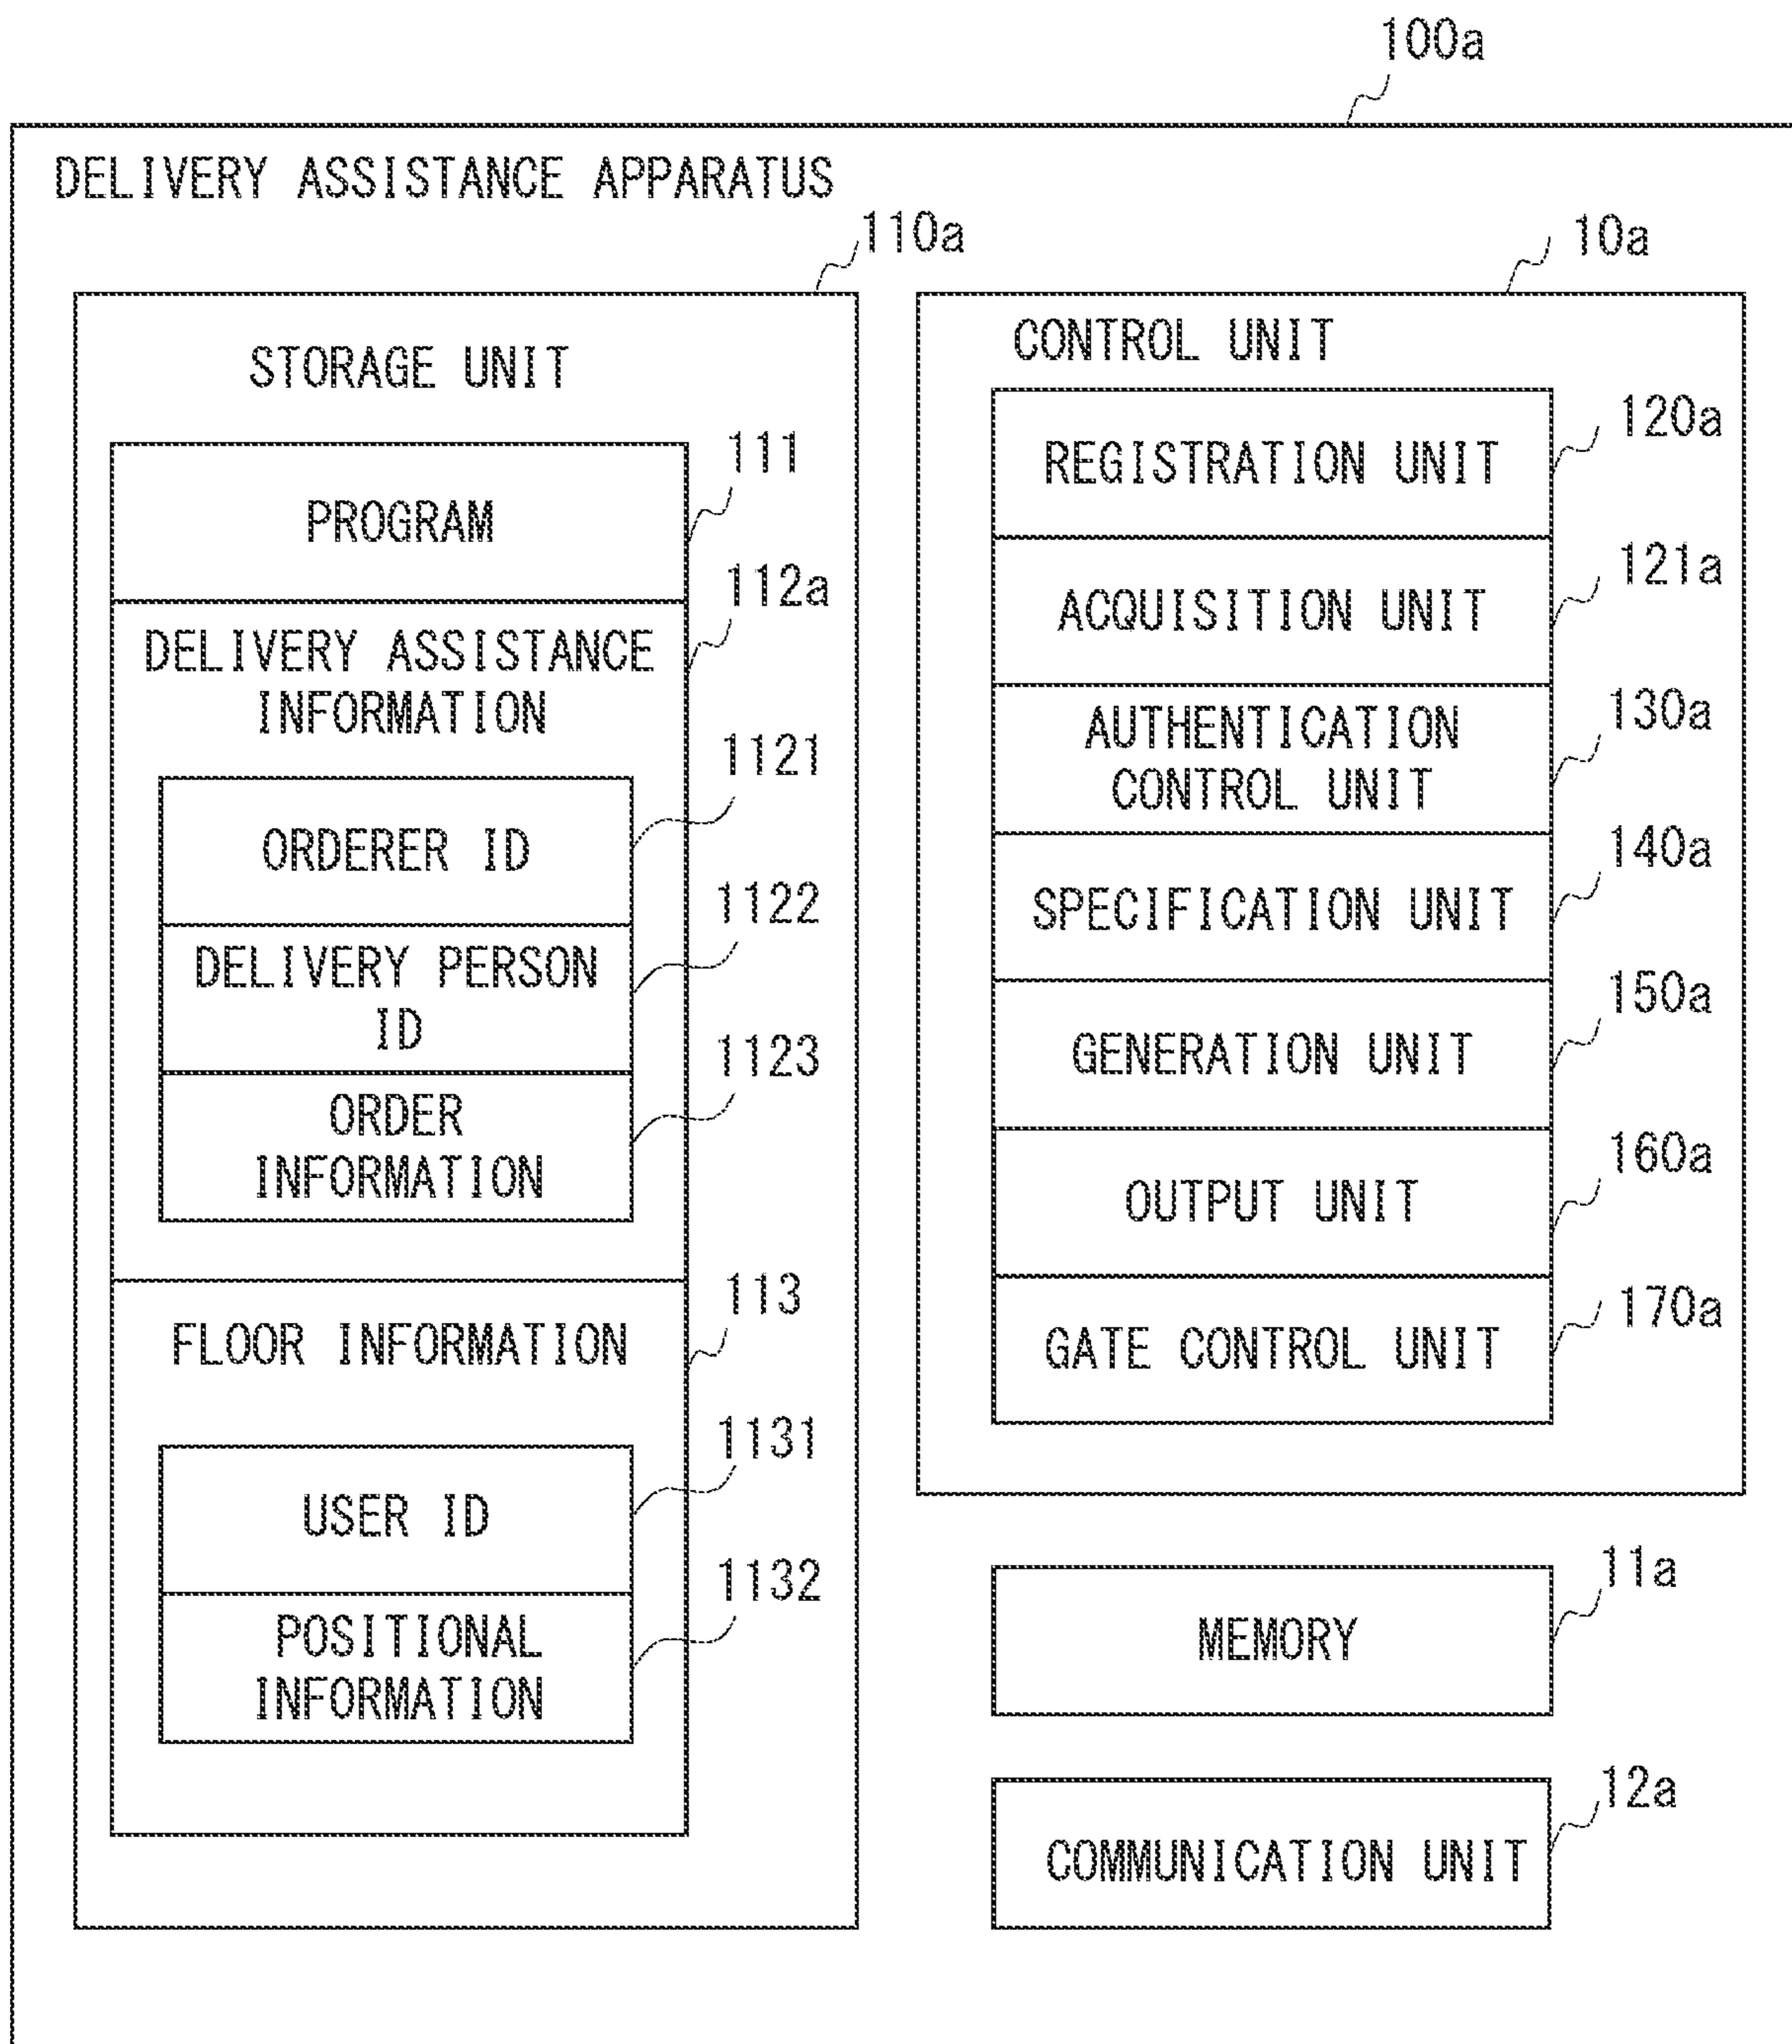 100a
DELIVERY ASSISTANCE APPARATUS
110a
STORAGE UNIT
PROGRAM
111
DELIVERY ASSISTANCE
INFORMATION
112a
ORDERER ID
1121
DELIVERY PERSON
ID
1122
ORDER
INFORMATION
1123
FLOOR INFORMATION
113
USER ID
1131
POSITIONAL
INFORMATION
1132
10a
CONTROL UNIT
REGISTRATION UNIT
120a
ACQUISITION UNIT
121a
AUTHENTICATION
CONTROL UNIT
130a
SPECIFICATION UNIT
140a
GENERATION UNIT
150a
OUTPUT UNIT
160a
GATE CONTROL UNIT
170a
MEMORY
11a
COMMUNICATION UNIT
12a